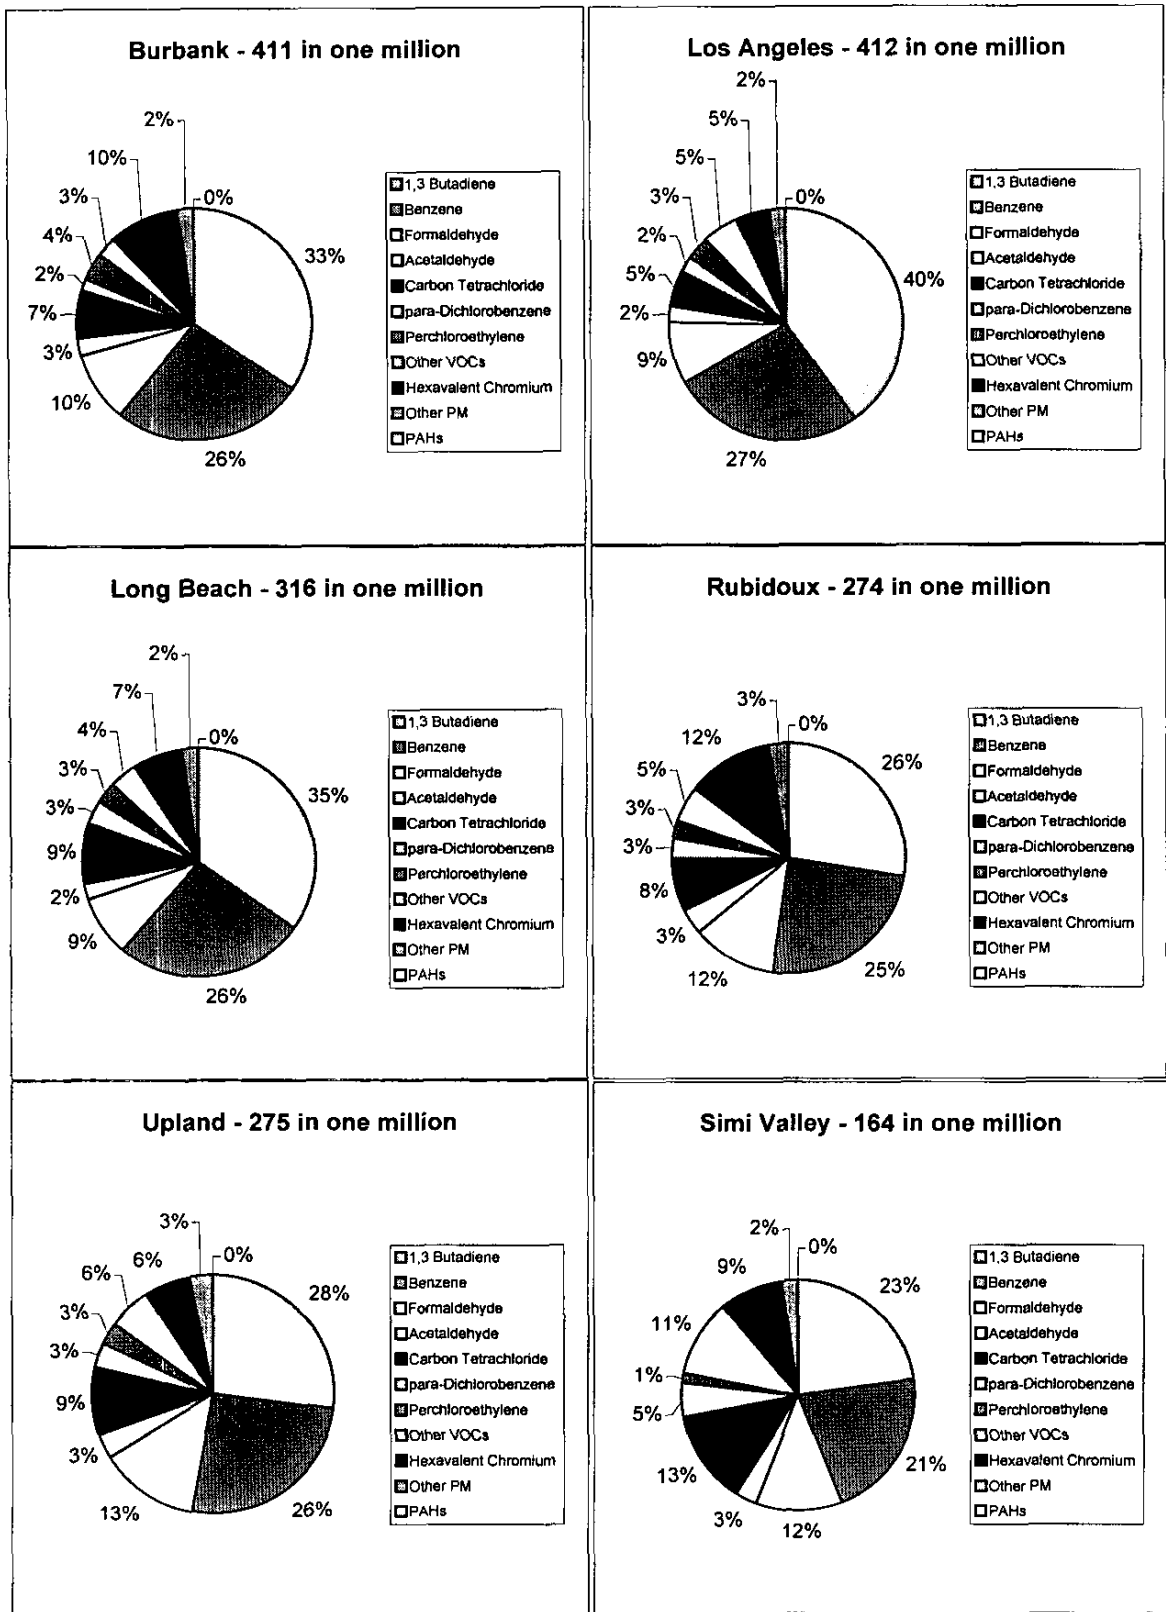 Burbank - 411 in one million
2%
10%
3%
4%
2%
7%
3%
10%
26%
33%
0%
1,3 Butadiene
Benzene
Formaldehyde
Acetaldehyde
Carbon Tetrachloride
para-Dichlorobenzene
Perchloroethylene
Other VOCs
Hexavalent Chromium
Other PM
PAHs
Los Angeles - 412 in one million
2%
5%
5%
3%
2%
5%
2%
9%
27%
40%
0%
1,3 Butadiene
Benzene
Formaldehyde
Acetaldehyde
Carbon Tetrachloride
para-Dichlorobenzene
Perchloroethylene
Other VOCs
Hexavalent Chromium
Other PM
PAHs
Long Beach - 316 in one million
2%
7%
4%
3%
3%
9%
2%
9%
26%
35%
0%
1,3 Butadiene
Benzene
Formaldehyde
Acetaldehyde
Carbon Tetrachloride
para-Dichlorobenzene
Perchloroethylene
Other VOCs
Hexavalent Chromium
Other PM
PAHs
Rubidoux - 274 in one million
3%
12%
5%
3%
3%
8%
3%
12%
25%
26%
0%
1,3 Butadiene
Benzene
Formaldehyde
Acetaldehyde
Carbon Tetrachloride
para-Dichlorobenzene
Perchloroethylene
Other VOCs
Hexavalent Chromium
Other PM
PAHs
Upland - 275 in one million
3%
6%
6%
3%
3%
9%
3%
13%
26%
28%
0%
1,3 Butadiene
Benzene
Formaldehyde
Acetaldehyde
Carbon Tetrachloride
para-Dichlorobenzene
Perchloroethylene
Other VOCs
Hexavalent Chromium
Other PM
PAHs
Simi Valley - 164 in one million
2%
9%
11%
1%
5%
13%
3%
12%
21%
23%
0%
1,3 Butadiene
Benzene
Formaldehyde
Acetaldehyde
Carbon Tetrachloride
para-Dichlorobenzene
Perchloroethylene
Other VOCs
Hexavalent Chromium
Other PM
PAHs